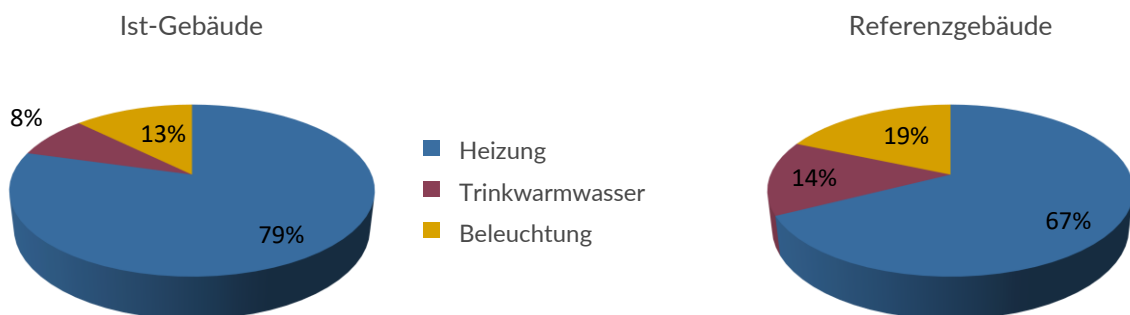 Ist-Gebäude
8%
13%
79%
Heizung
Trinkwarmwasser
Beleuchtung
Referenzgebäude
19%
14%
67%